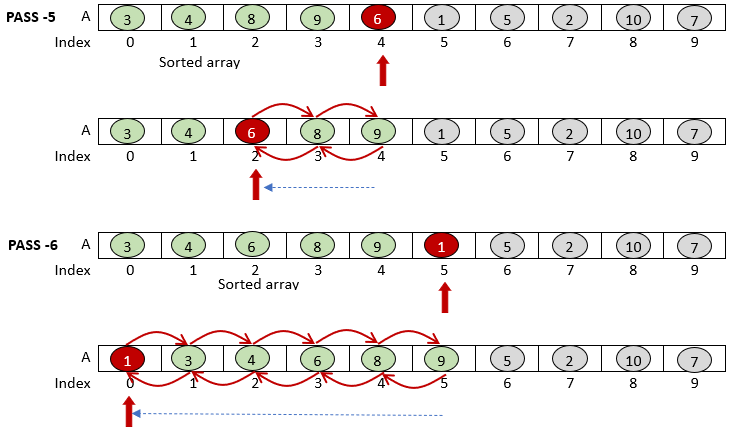 PASS -5 A 3 4 8 9 6 1 5 2 10 7
Index 0 1 2 3 4 5 6 7 8 9
Sorted array
A 3 4 6 8 9 1 5 2 10 7
Index 0 1 2 3 4 5 6 7 8 9
PASS -6 A 3 4 6 8 9 1 5 2 10 7
Index 0 1 2 3 4 5 6 7 8 9
Sorted array
A 1 3 4 6 8 9 5 2 10 7
Index 0 1 2 3 4 5 6 7 8 9